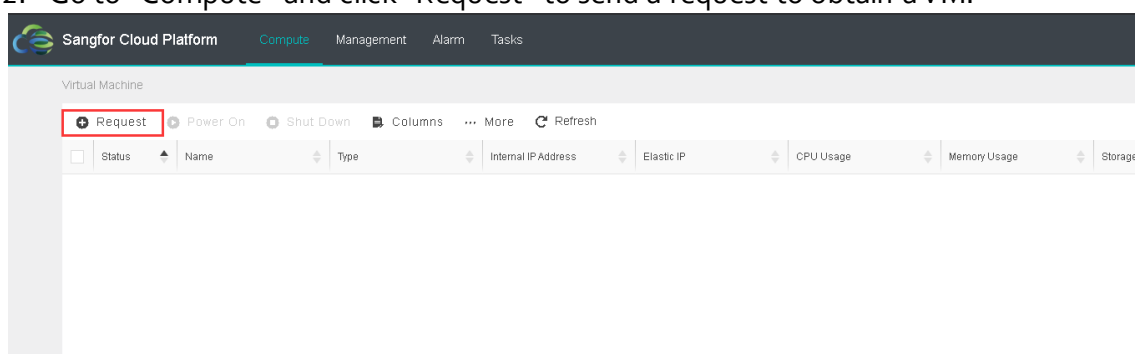 2. Go to "Compute" and click "Request" to send a request to obtain a VM.
Sangfor Cloud Platform Compute Management Alarm Tasks
Virtual Machine
Request Power On Shut Down Columns ... More Refresh
Status Name Type Internal IP Address Elastic IP CPU Usage Memory Usage Storage